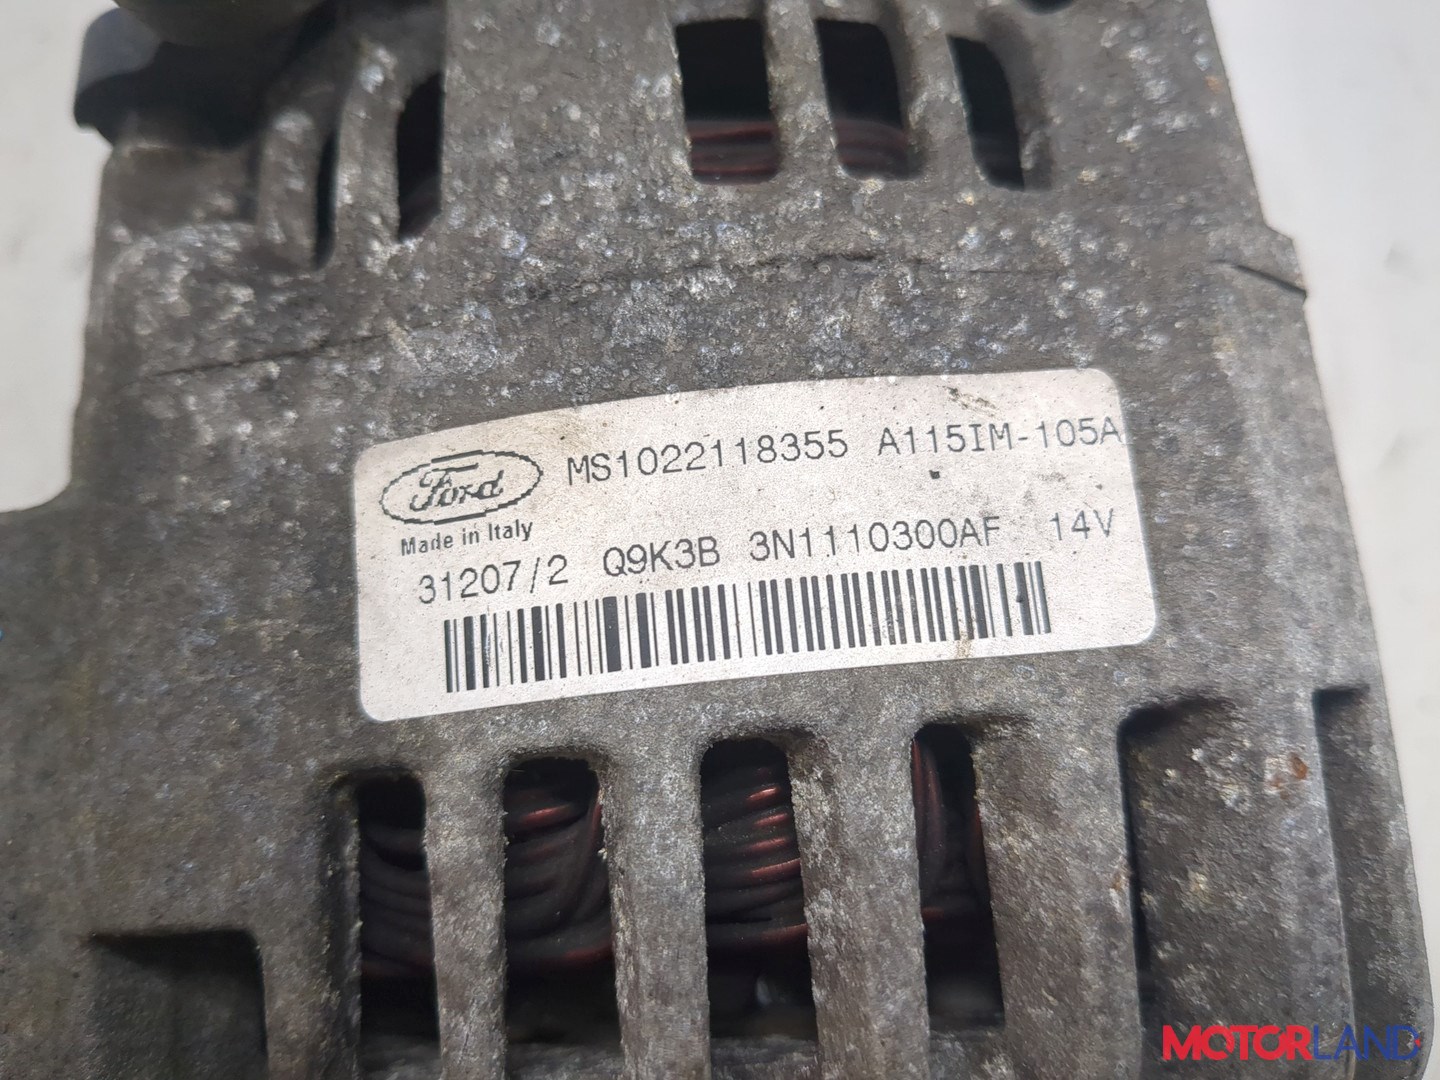 Ford MS1022118355 A115IM-105A
Made in Italy
31207/2 Q9K3B 3N1110300AF 14V
MOTORLAND